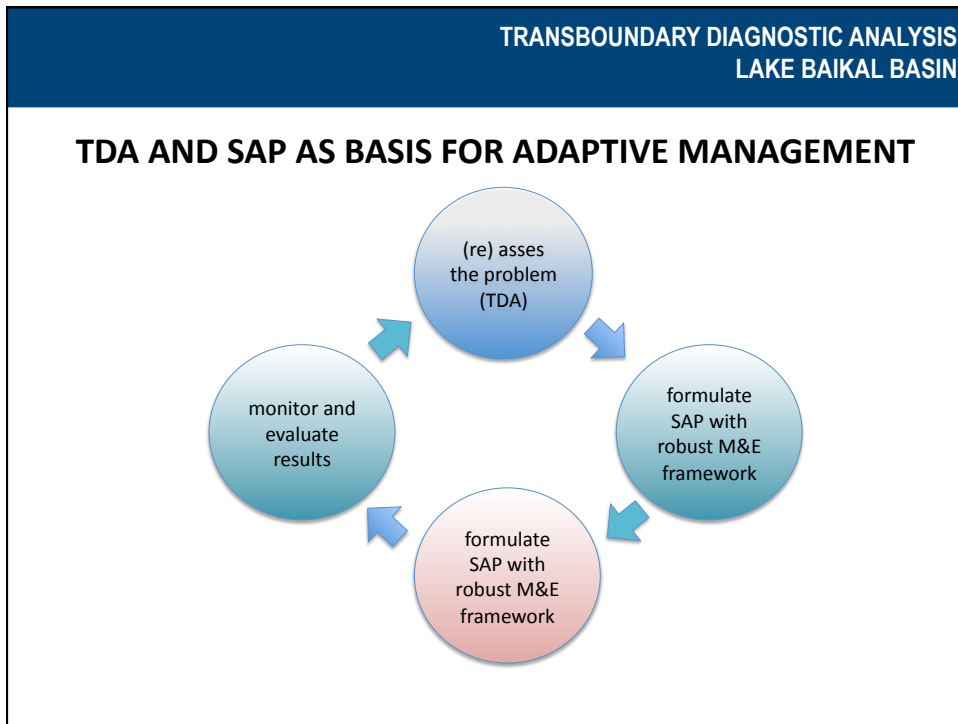 TRANSBOUNDARY DIAGNOSTIC ANALYSIS
LAKE BAIKAL BASIN
TDA AND SAP AS BASIS FOR ADAPTIVE MANAGEMENT
(re) asses
the problem
(TDA)
formulate
SAP with
robust M&E
framework
formulate
SAP with
robust M&E
framework
monitor and
evaluate
results